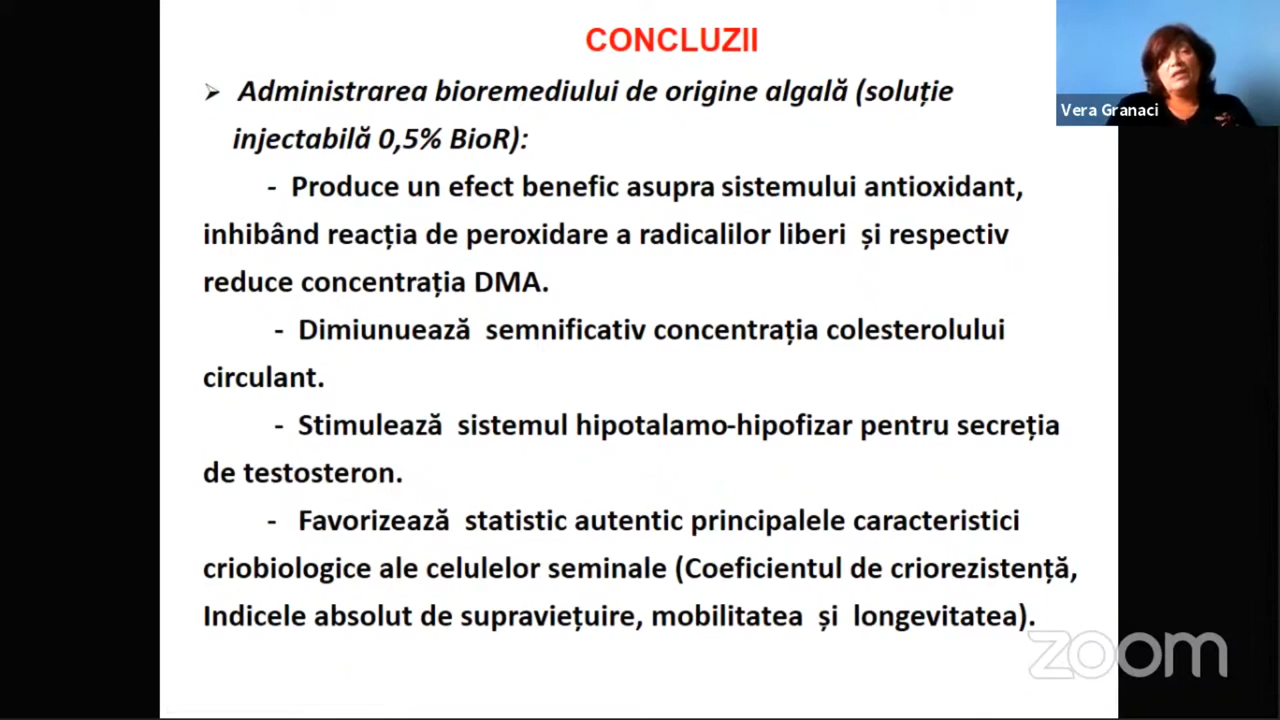 CONCLUZII
➢ Administrarea bioremediului de origine algală (soluție
injectabilă 0,5% BioR):
- Produce un efect benefic asupra sistemului antioxidant,
inhibând reacția de peroxidare a radicalilor liberi și respectiv
reduce concentrația DMA.
- Dimiunuează semnificativ concentrația colesterolului
circulant.
- Stimulează sistemul hipotalamo-hipofizar pentru secreția
de testosteron.
- Favorizează statistic autentic principalele caracteristici
criobiologice ale celulelor seminale (Coeficientul de criorezistență,
Indicele absolut de supraviețuire, mobilitatea și longevitatea).
Vera Granaci
zoom